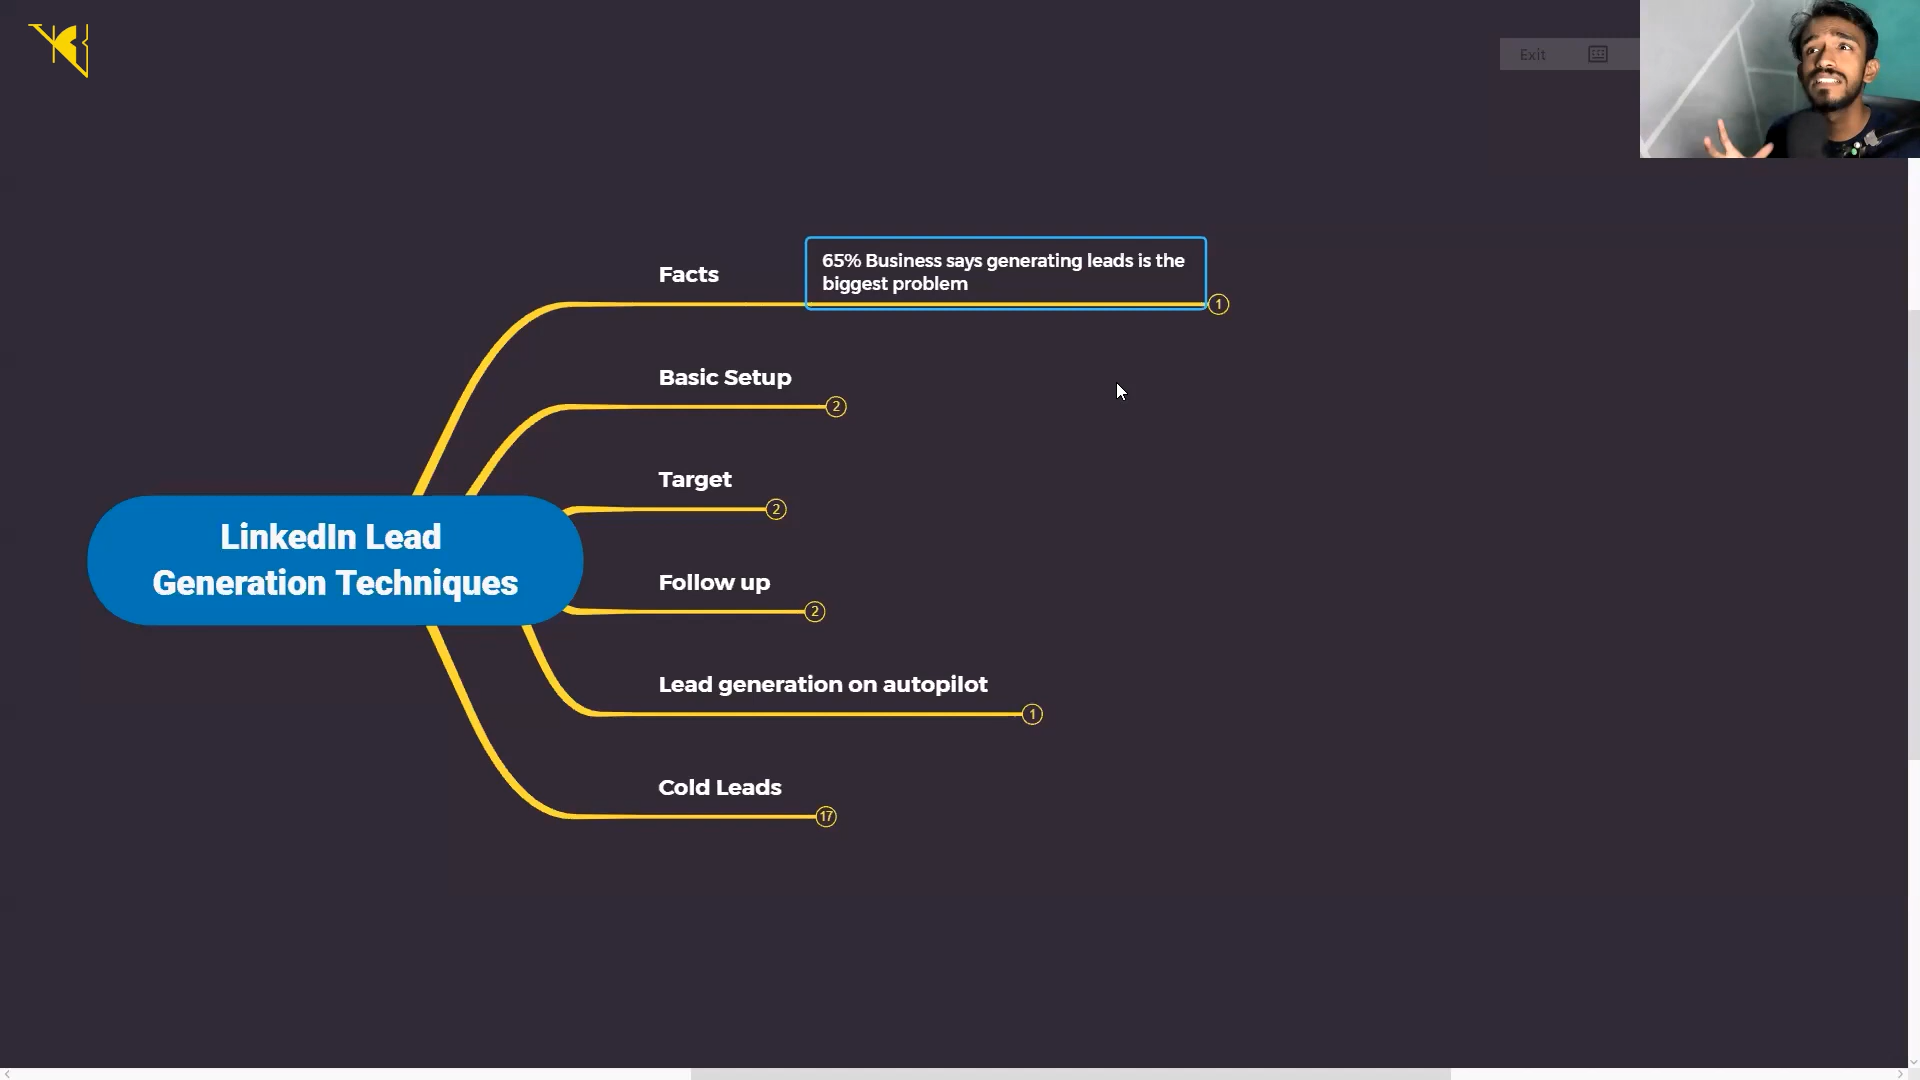 Exit
65% Business says generating leads is the
biggest problem
Facts
1
Basic Setup
2
Target
2
LinkedIn Lead
Generation Techniques
Follow up
2
Lead generation on autopilot
1
Cold Leads
17